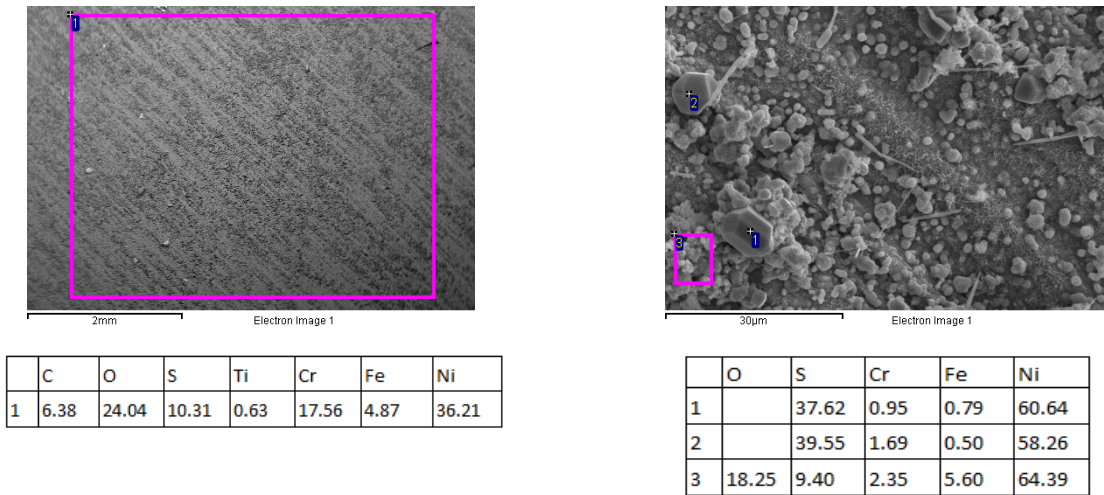 1
2mm Electron Image 1
2
1
3
30µm Electron Image 1
C O S Ti Cr Fe Ni
1 6.38 24.04 10.31 0.63 17.56 4.87 36.21
O S Cr Fe Ni
1 37.62 0.95 0.79 60.64
2 39.55 1.69 0.50 58.26
3 18.25 9.40 2.35 5.60 64.39